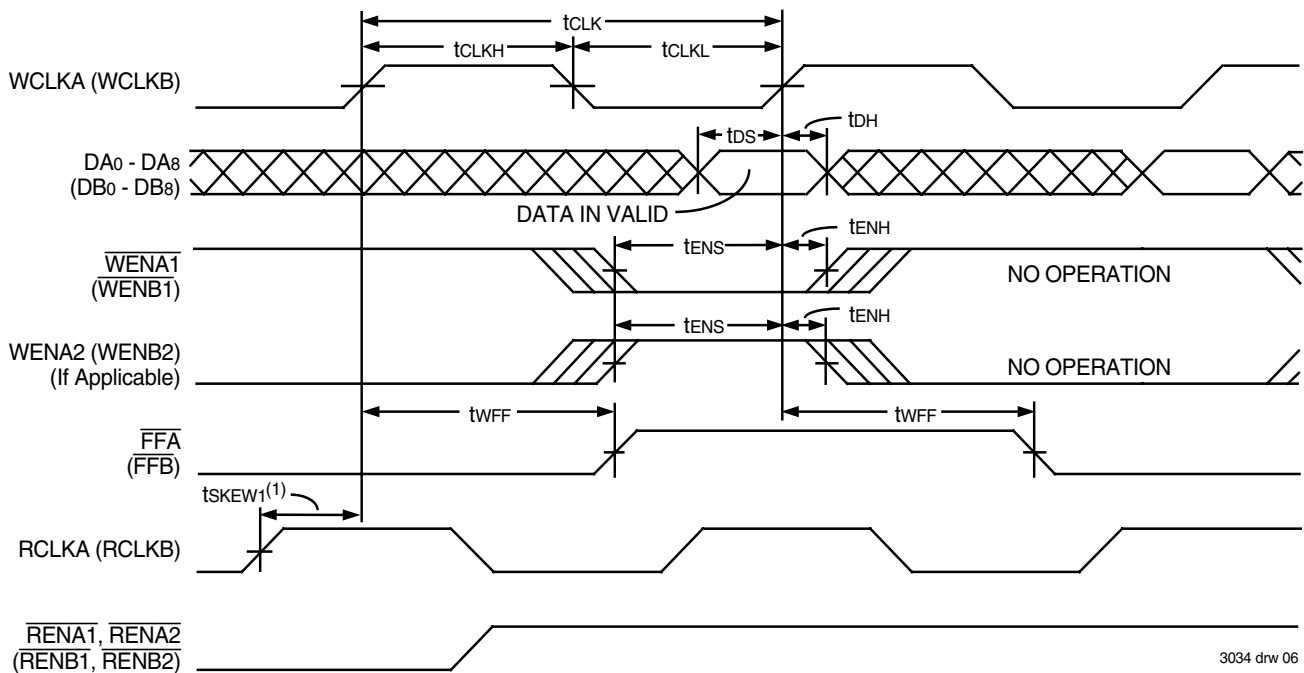 tCLK
tCLKH
tCLKL
WCLKA (WCLKB)
tDS
tDH
DA0 - DA8
(DB0 - DB8)
DATA IN VALID
tENS
tENH
WENA1
(WENB1)
NO OPERATION
tENS
tENH
WENA2 (WENB2)
(If Applicable)
NO OPERATION
tWFF
tWFF
FFA
(FFB)
tSKEW1(1)
RCLKA (RCLKB)
RENA1, RENA2
(RENB1, RENB2)
3034 drw 06